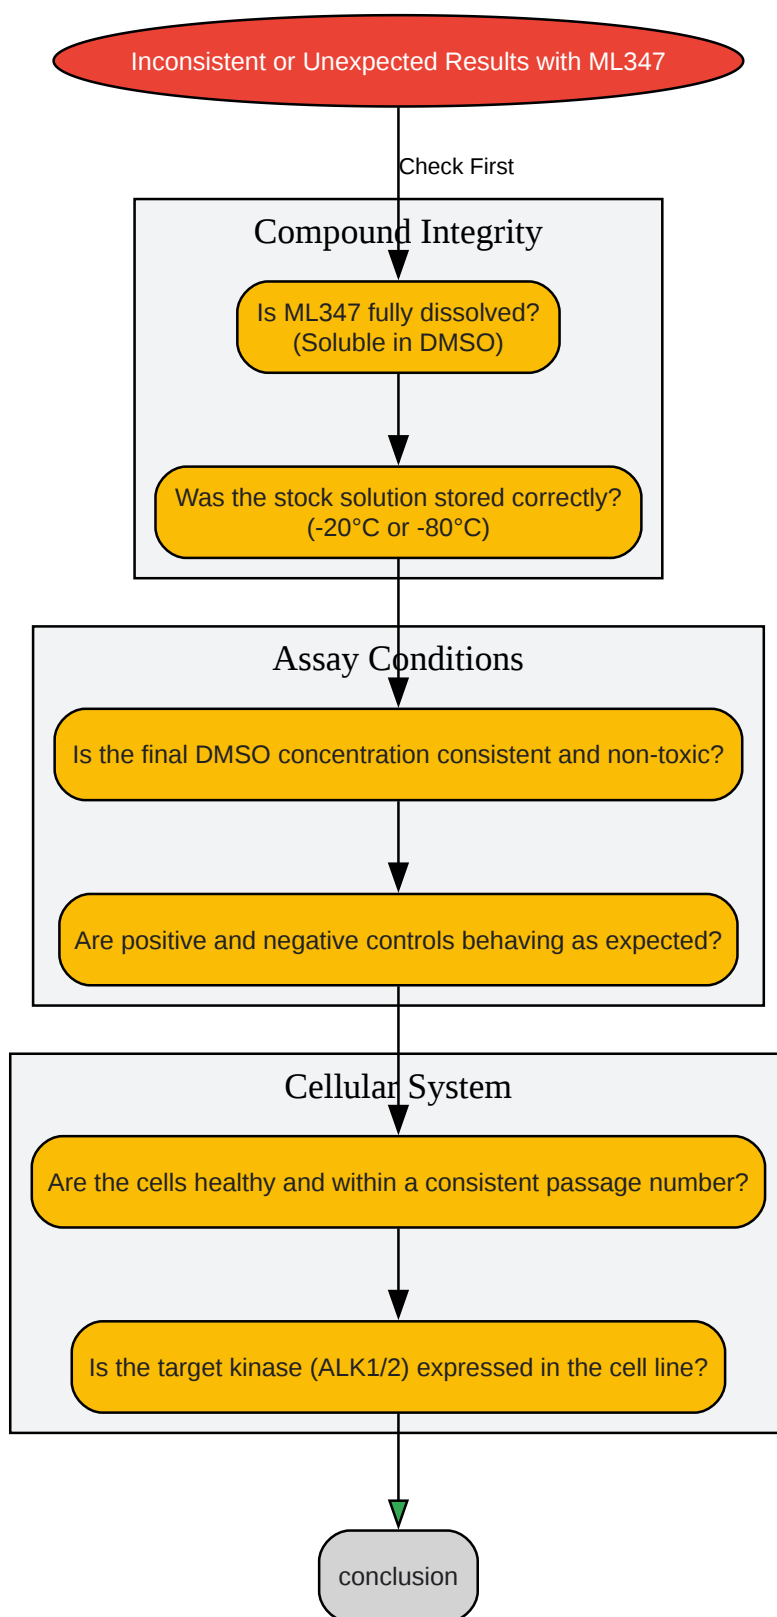 Inconsistent or Unexpected Results with ML347
Check First
Compound Integrity
Is ML347 fully dissolved?
(Soluble in DMSO)
Was the stock solution stored correctly?
(-20°C or -80°C)
Assay Conditions
Is the final DMSO concentration consistent and non-toxic?
Are positive and negative controls behaving as expected?
Cellular System
Are the cells healthy and within a consistent passage number?
Is the target kinase (ALK1/2) expressed in the cell line?
conclusion